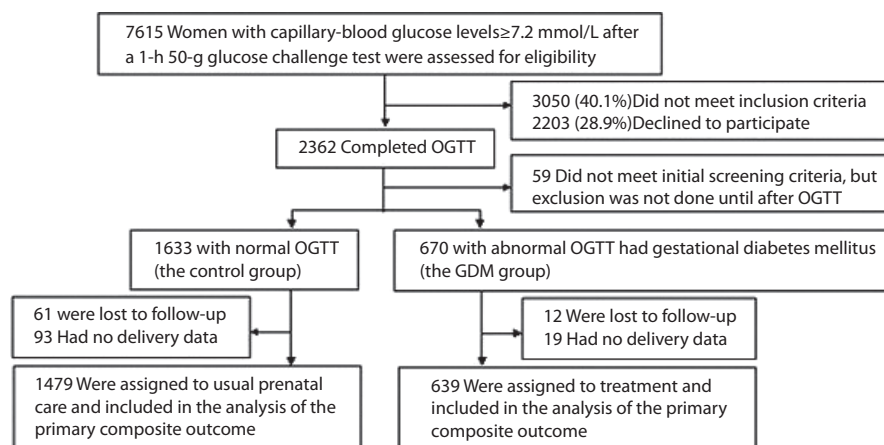 7615 Women with capillary-blood glucose levels≥7.2 mmol/L after
a 1-h 50-g glucose challenge test were assessed for eligibility
3050 (40.1%)Did not meet inclusion criteria
2203 (28.9%)Declined to participate
2362 Completed OGTT
59 Did not meet initial screening criteria, but
exclusion was not done until after OGTT
1633 with normal OGTT
(the control group)
670 with abnormal OGTT had gestational diabetes mellitus
(the GDM group)
61 were lost to follow-up
93 Had no delivery data
12 Were lost to follow-up
19 Had no delivery data
1479 Were assigned to usual prenatal
care and included in the analysis of the
primary composite outcome
639 Were assigned to treatment and
included in the analysis of the primary
composite outcome